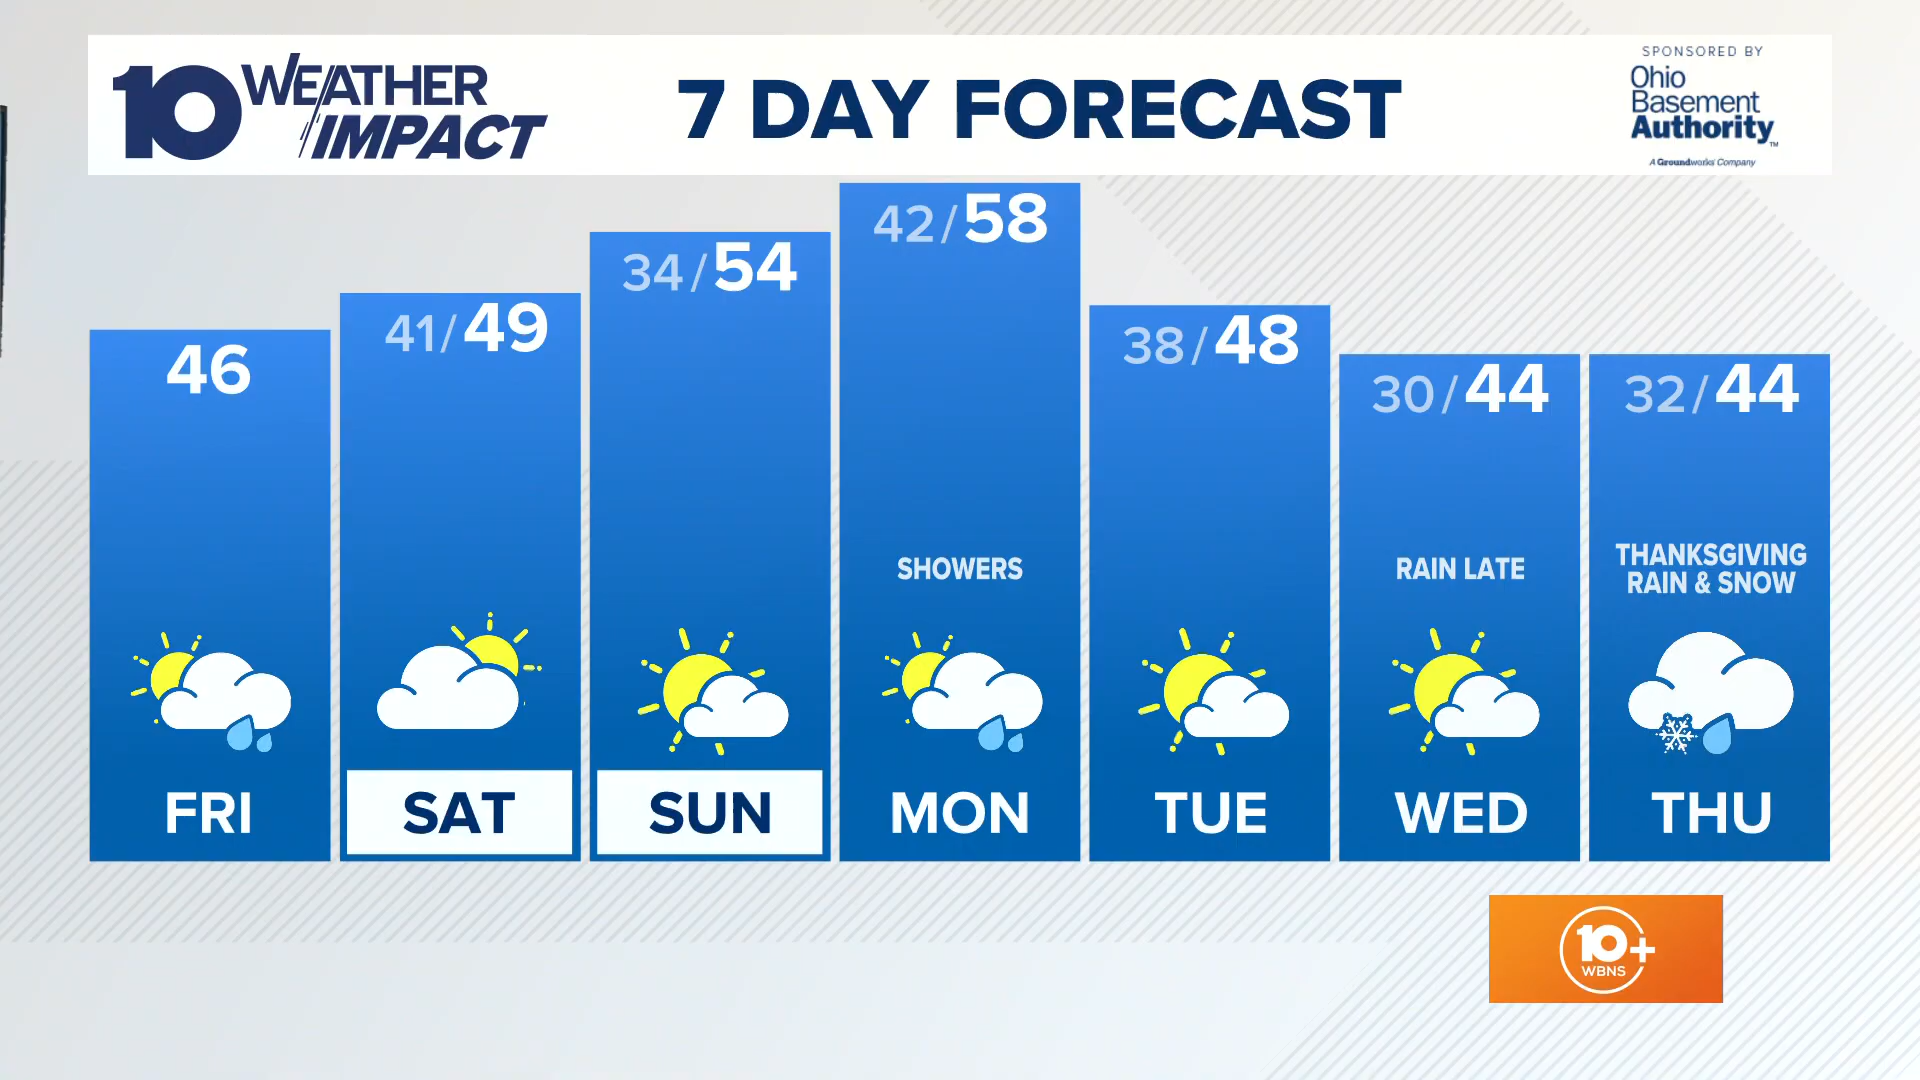 10 WEATHER
IMPACT
7 DAY FORECAST
SPONSORED BY
Ohio
Basement
Authority™
A Groundworks Company
46
41/49
34/54
42/58
38/48
30/44
32/44
SHOWERS
RAIN LATE
THANKSGIVING
RAIN & SNOW
FRI
SAT
SUN
MON
TUE
WED
THU
10+
WBNS